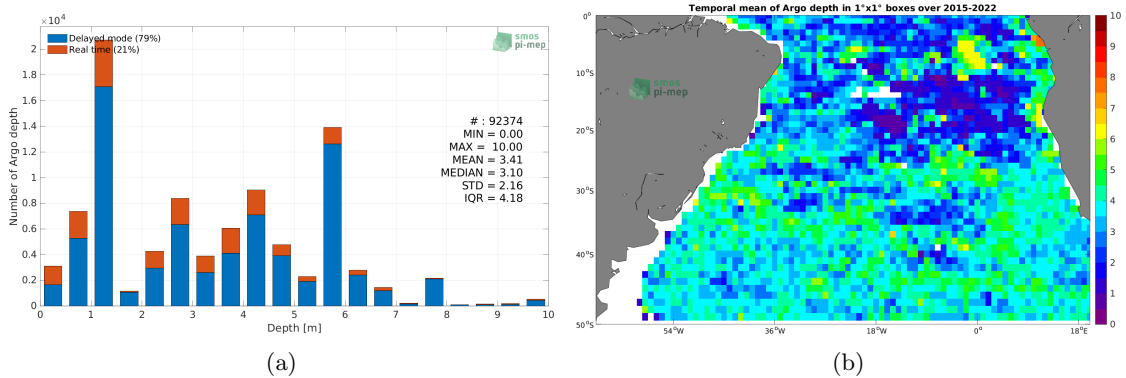 ×10⁴
Delayed mode (79%)
Real time (21%)
smos
pi-mep
Number of Argo depth
2
1.8
1.6
1.4
1.2
1
0.8
0.6
0.4
0.2
0
# : 92374
MIN = 0.00
MAX = 10.00
MEAN = 3.41
MEDIAN = 3.10
STD = 2.16
IQR = 4.18
0 1 2 3 4 5 6 7 8 9 10
Depth [m]
(a)
Temporal mean of Argo depth in 1°x1° boxes over 2015-2022
0°
10°S
20°S
30°S
40°S
50°S
smos
pi-mep
54°W 36°W 18°W 0° 18°E
10
9
8
7
6
5
4
3
2
1
0
(b)